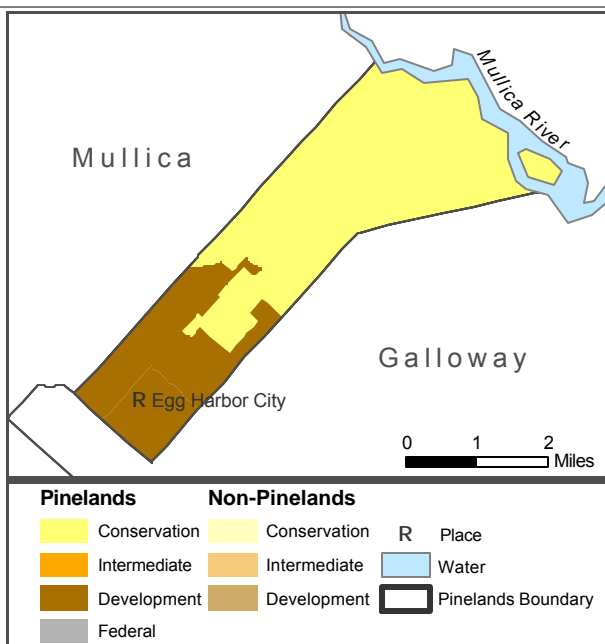 Mullica River
Mullica
Galloway
R Egg Harbor City
0 1 2
Miles
Pinelands Non-Pinelands
Conservation Conservation R Place
Intermediate Intermediate Water
Development Development Pinelands Boundary
Federal